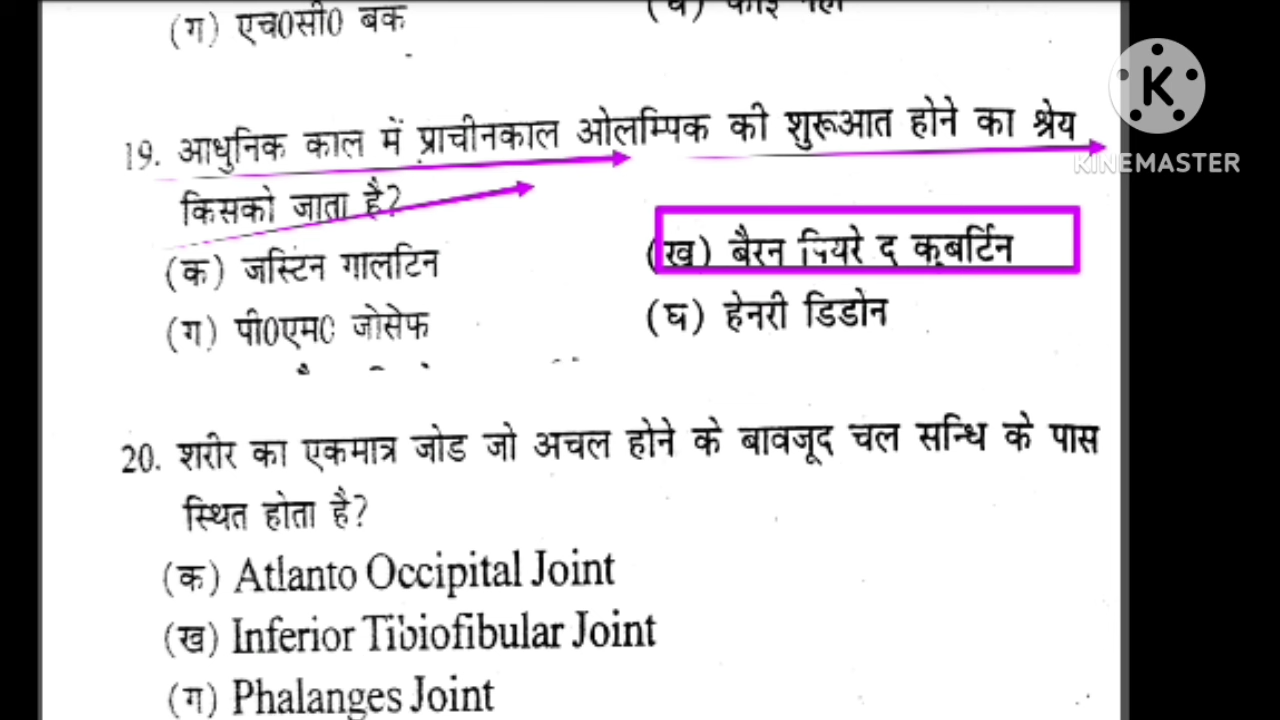 (ग) एच0सी0 बक
19. आधुनिक काल में प्राचीनकाल ओलम्पिक की शुरूआत होने का श्रेय
किसको जाता है?
(क) जस्टिन गालटिन
(ख) बैरन पियरे द कूबर्टिन
(ग) पी0एम0 जोसेफ
(घ) हेनरी डिडोन
20. शरीर का एकमात्र जोड जो अचल होने के बावजूद चल सन्धि के पास
स्थित होता है?
(क) Atlanto Occipital Joint
(ख) Inferior Tibiofibular Joint
(ग) Phalanges Joint
K
KINEMASTER